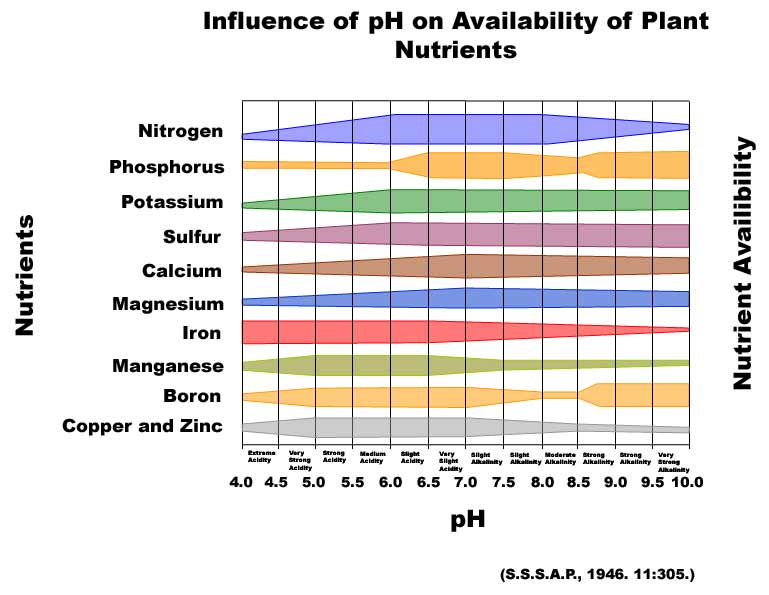 Influence of pH on Availability of Plant
Nutrients
Nutrients
Nutrient Availibility
Nitrogen
Phosphorus
Potassium
Sulfur
Calcium
Magnesium
Iron
Manganese
Boron
Copper and Zinc
Extreme
Acidity
Very
Strong
Acidity
Strong
Acidity
Medium
Acidity
Slight
Acidity
Very
Slight
Acidity
Slight
Alkalinity
Slight
Alkalinity
Moderate
Alkalinity
Strong
Alkalinity
Strong
Alkalinity
Very
Strong
Alkalinity
4.0 4.5 5.0 5.5 6.0 6.5 7.0 7.5 8.0 8.5 9.0 9.5 10.0
pH
(S.S.S.A.P., 1946. 11:305.)